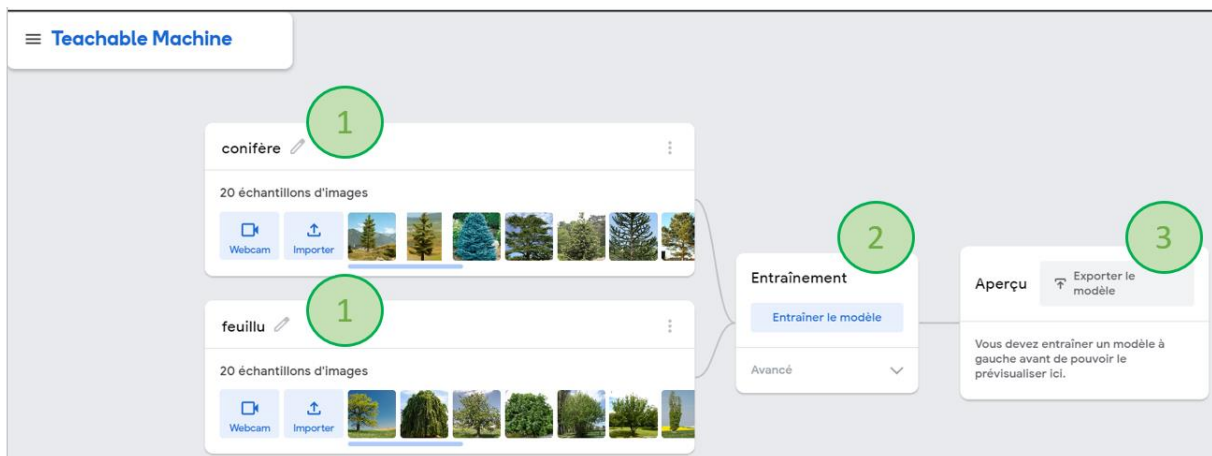 Teachable Machine
1
conifère
20 échantillons d'images
Webcam
Importer
1
feuillu
20 échantillons d'images
Webcam
Importer
2
Entraînement
Entraîner le modèle
Avancé
3
Aperçu
Exporter le
modèle
Vous devez entraîner un modèle à
gauche avant de pouvoir le
prévisualiser ici.